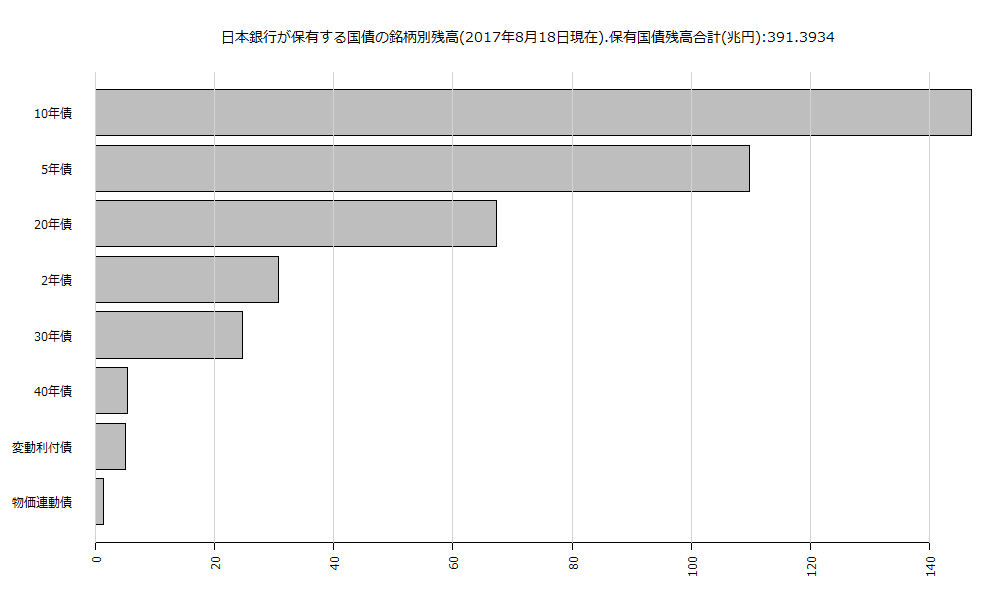 日本銀行が保有する国債の銘柄別残高(2017年8月18日現在).保有国債残高合計(兆円):391.3934
10年債
5年債
20年債
2年債
30年債
40年債
変動利付債
物価連動債
0
20
40
60
80
100
120
140